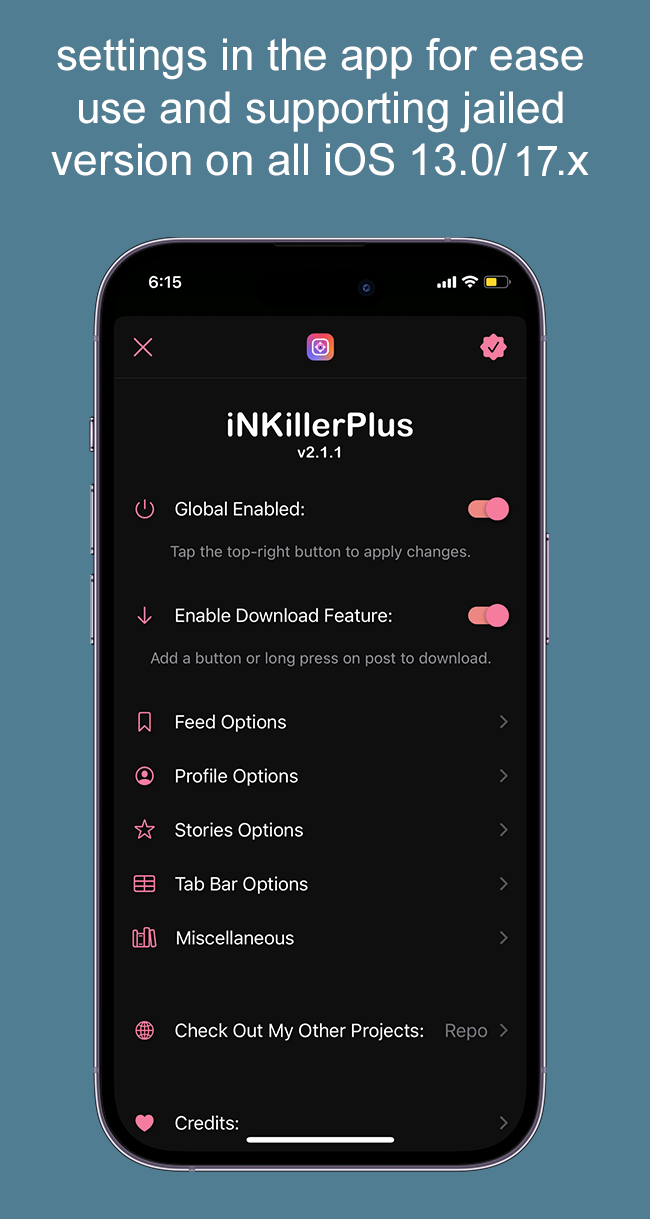 settings in the app for ease
use and supporting jailed
version on all iOS 13.0/ 17.x
6:15
iNKillerPlus
v2.1.1
Global Enabled:
Tap the top-right button to apply changes.
Enable Download Feature:
Add a button or long press on post to download.
Feed Options
Profile Options
Stories Options
Tab Bar Options
Miscellaneous
Check Out My Other Projects: Repo
Credits: